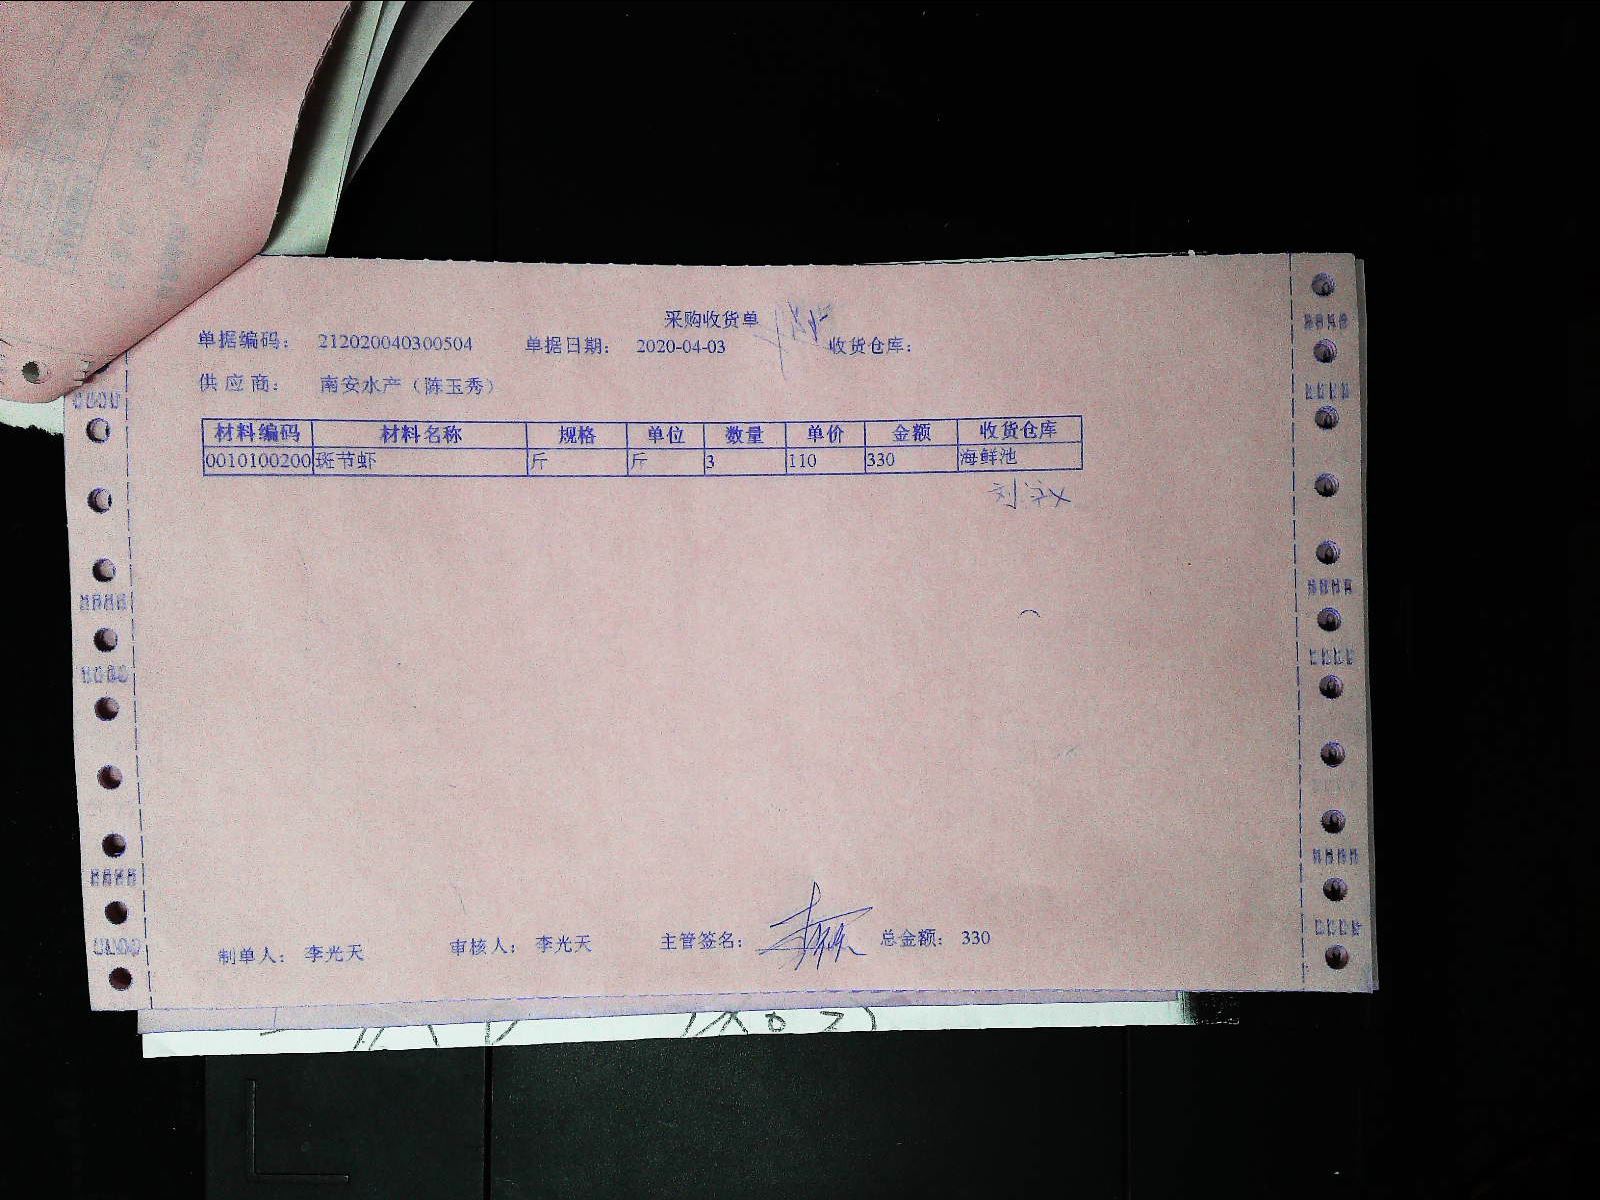 采购收货单
单据编码： 212020040300504 单据日期： 2020-04-03 收货仓库：
供应商： 南安水产（陈玉秀）
材料编码 材料名称 规格 单位 数量 单价 金额 收货仓库
0010100200 斑节虾 斤 斤 3 110 330 海鲜池
制单人： 李光天 审核人： 李光天 主管签名： 总金额： 330